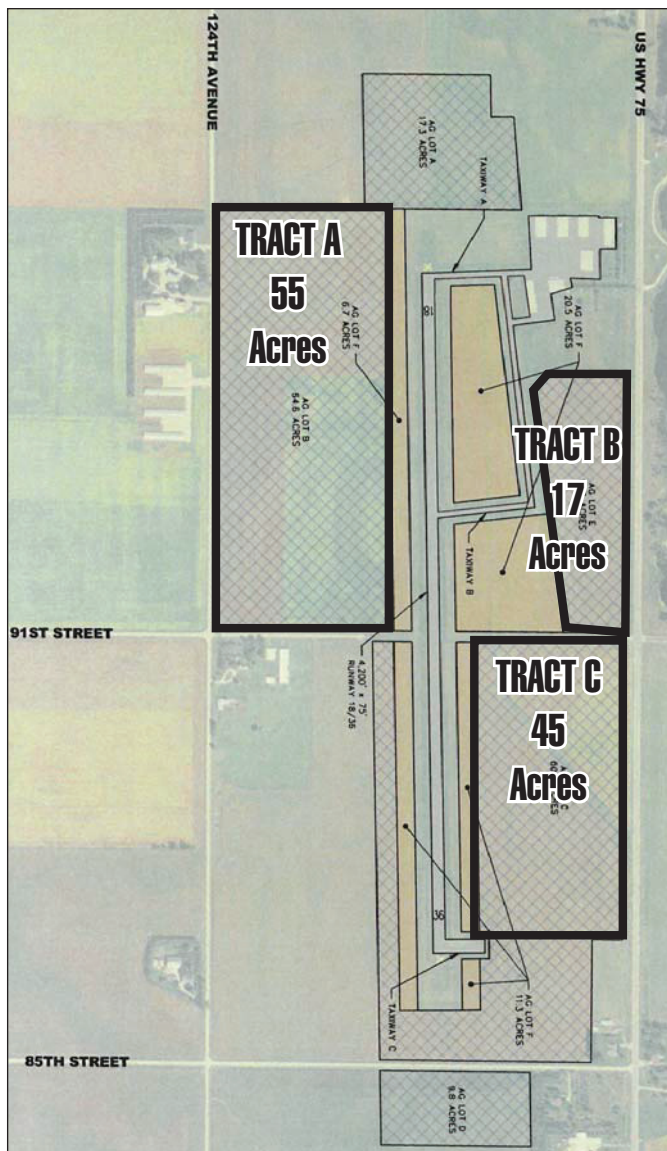 124TH AVENUE
US HWY 75
AG LOT A
17.3 ACRES
TAXIWAY A
TRACT A
55
Acres
AG LOT F
6.7 ACRES
AG LOT B
54.6 ACRES
18
AG LOT F
20.5 ACRES
TRACT B
17
Acres
AG LOT E
ACRES
TAXIWAY B
91ST STREET
4,200' x 75'
RUNWAY 18/36
TRACT C
45
Acres
36
AG LOT F
11.3 ACRES
TAXIWAY C
85TH STREET
AG LOT D
9.8 ACRES